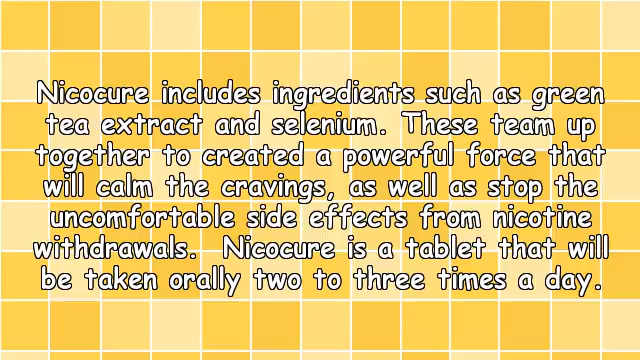 Nicocure includes ingredients such as green
tea extract and selenium. These team up
together to created a powerful force that
will calm the cravings, as well as stop the
uncomfortable side effects from nicotine
withdrawals. Nicocure is a tablet that will
be taken orally two to three times a day.